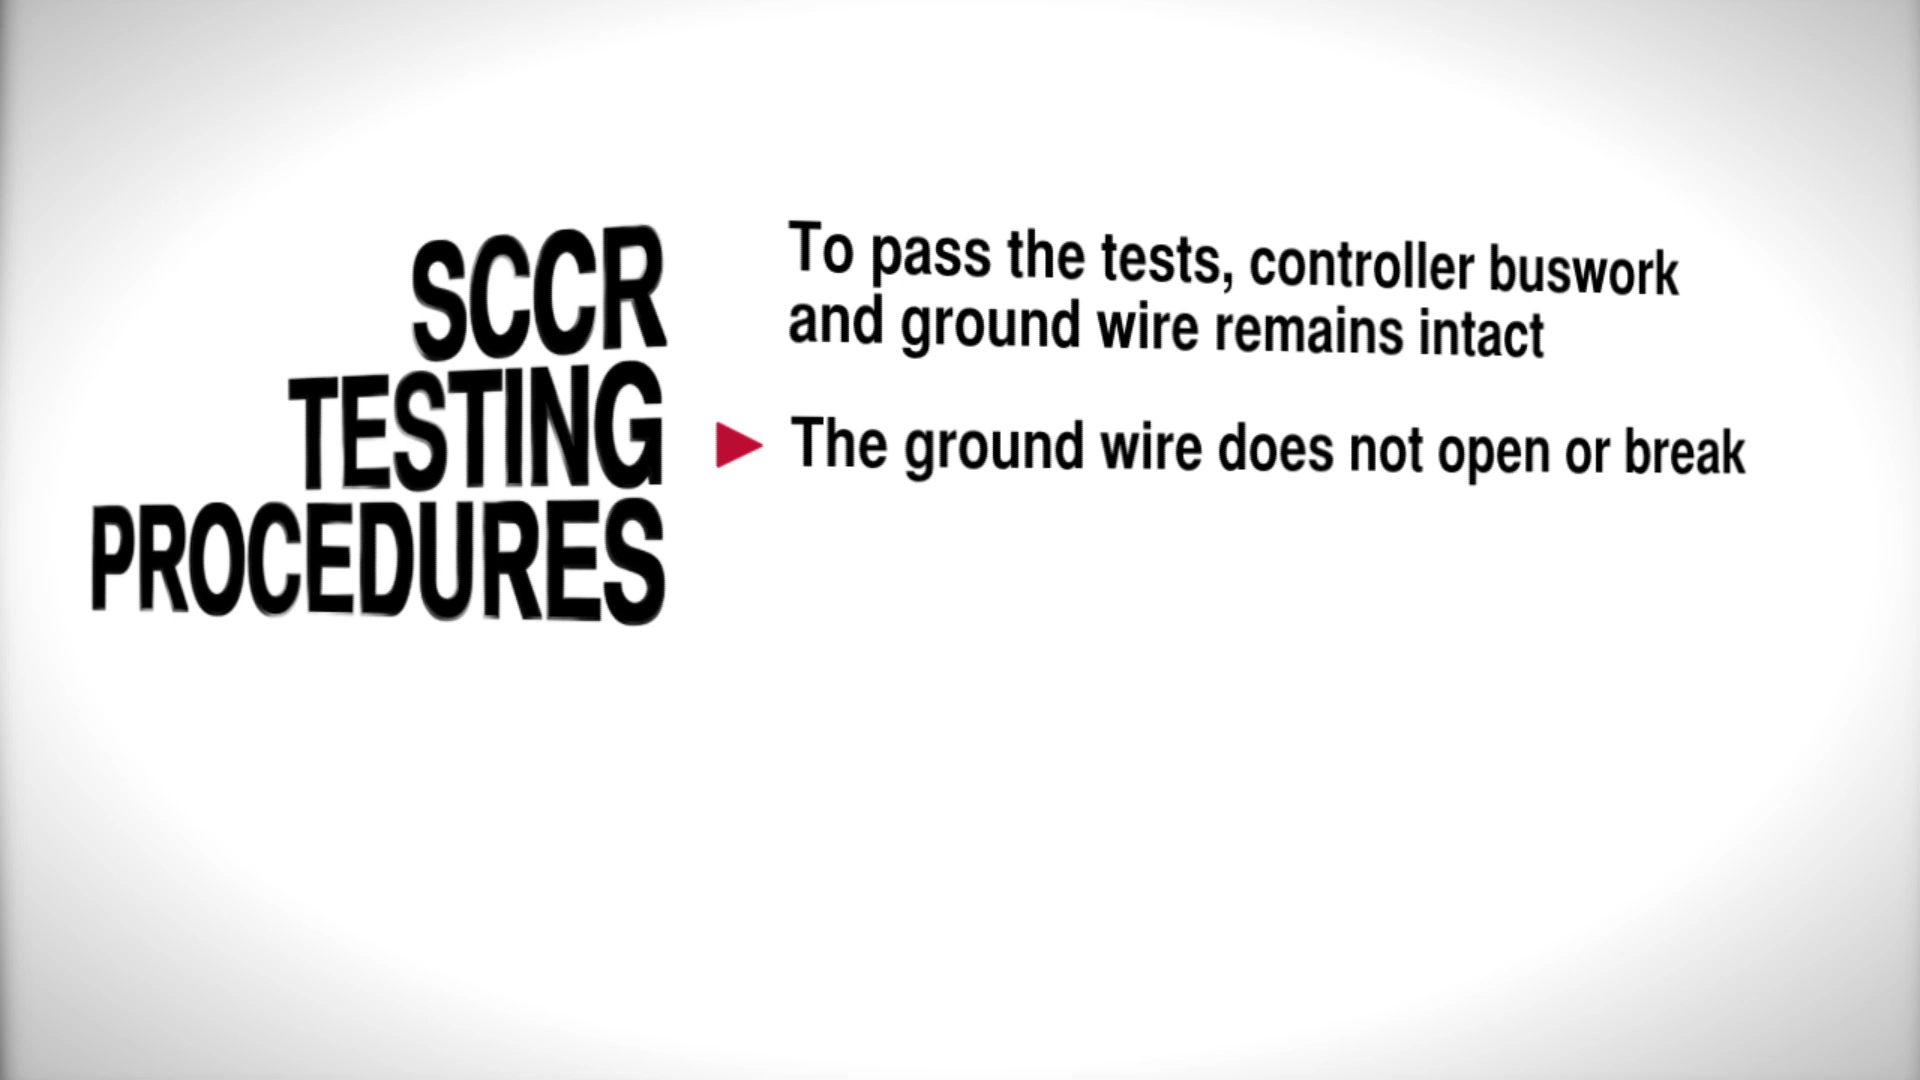 SCCR
TESTING
PROCEDURES
To pass the tests, controller buswork
and ground wire remains intact
The ground wire does not open or break